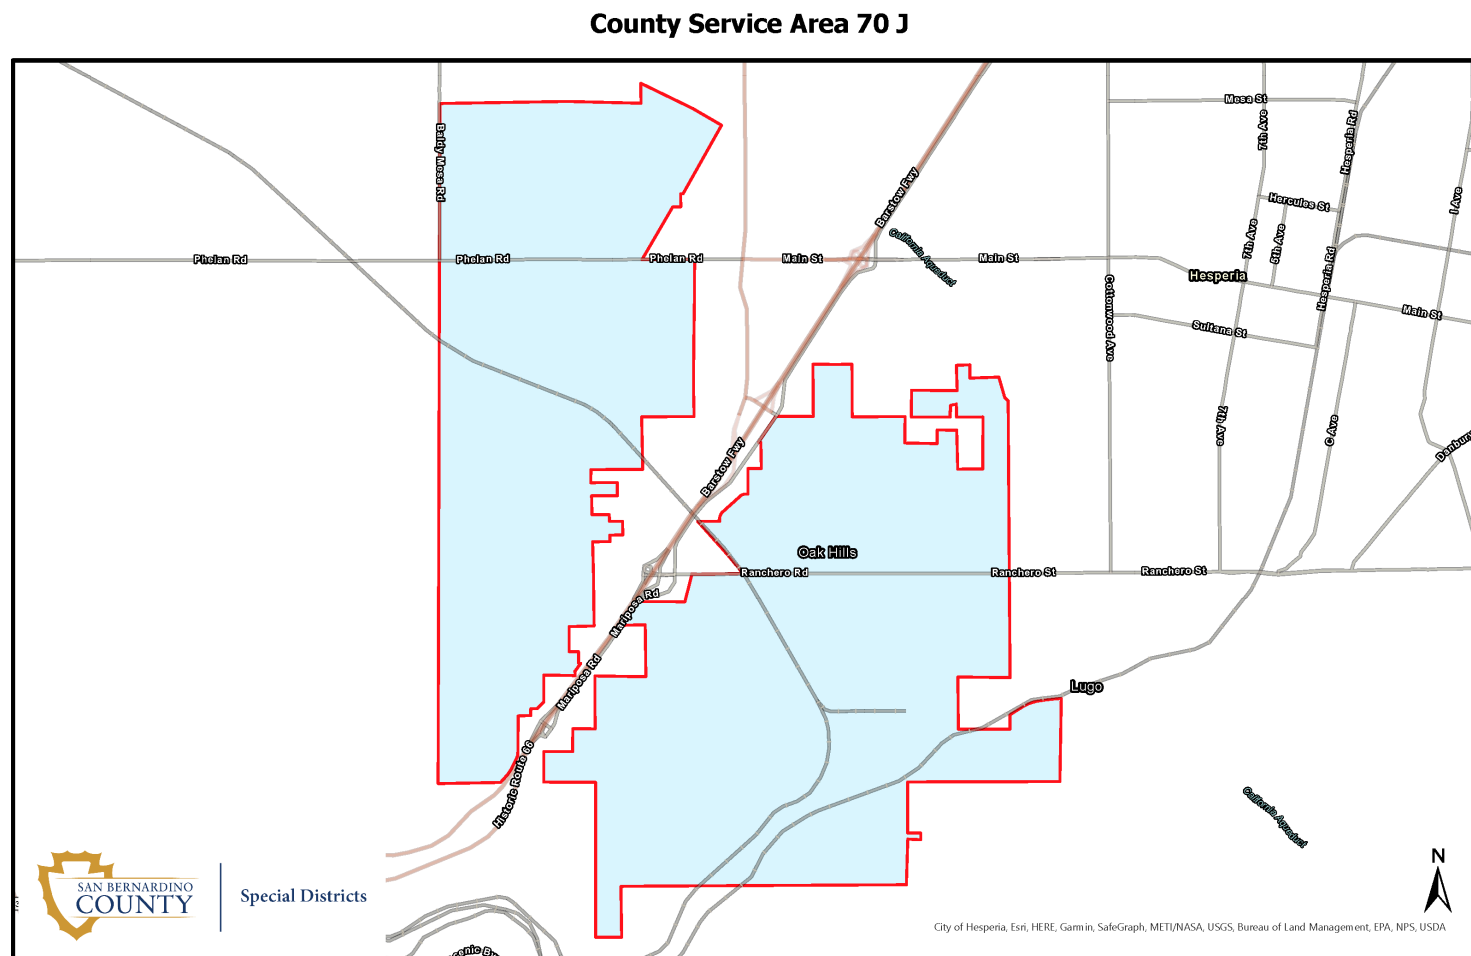 County Service Area 70 J
Mesa St
Baldy Mesa Rd
7th Ave
Hesperia Rd
Barstow Fwy
Hercules St
I Ave
7th Ave
5th Ave
California Aqueduct
Phelan Rd
Phelan Rd
Phelan Rd
Main St
Main St
Hesperia
Hesperia Rd
Cottonwood Ave
Main St
Sultana St
7th Ave
C Ave
Danbury
Barstow Fwy
Oak Hills
Ranchero Rd
Ranchero St
Ranchero St
Mariposa Rd
Mariposa Rd
Lugo
Historic Route 66
California Aqueduct
SAN BERNARDINO
COUNTY
Special Districts
N
City of Hesperia, Esri, HERE, Garmin, SafeGraph, METI/NASA, USGS, Bureau of Land Management, EPA, NPS, USDA